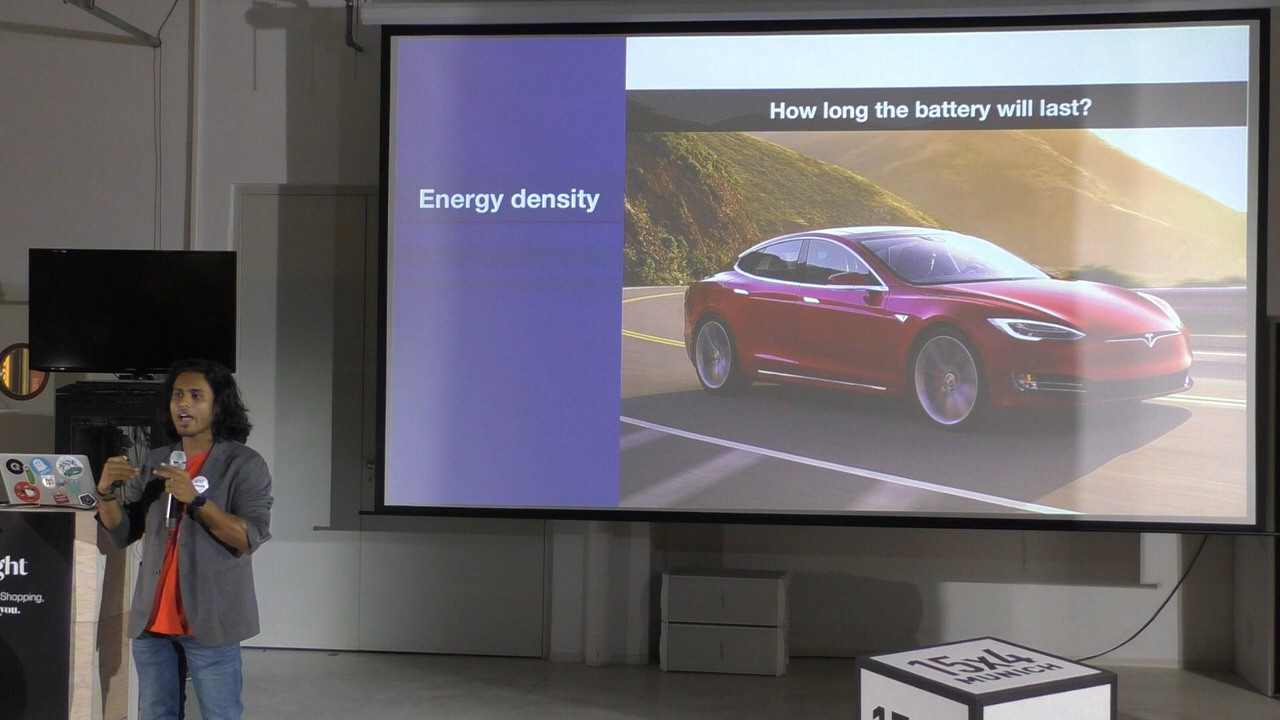 How long the battery will last?
Energy density
ght
Shopping,
you.
15x4
MUNICH